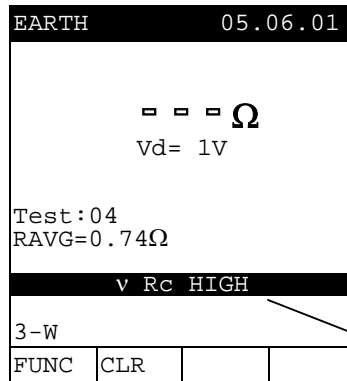 EARTH 05.06.01
- - - Ω
Vd= 1V
Test:04
RAVG=0.74Ω
ν Rc HIGH
3-W
FUNC CLR